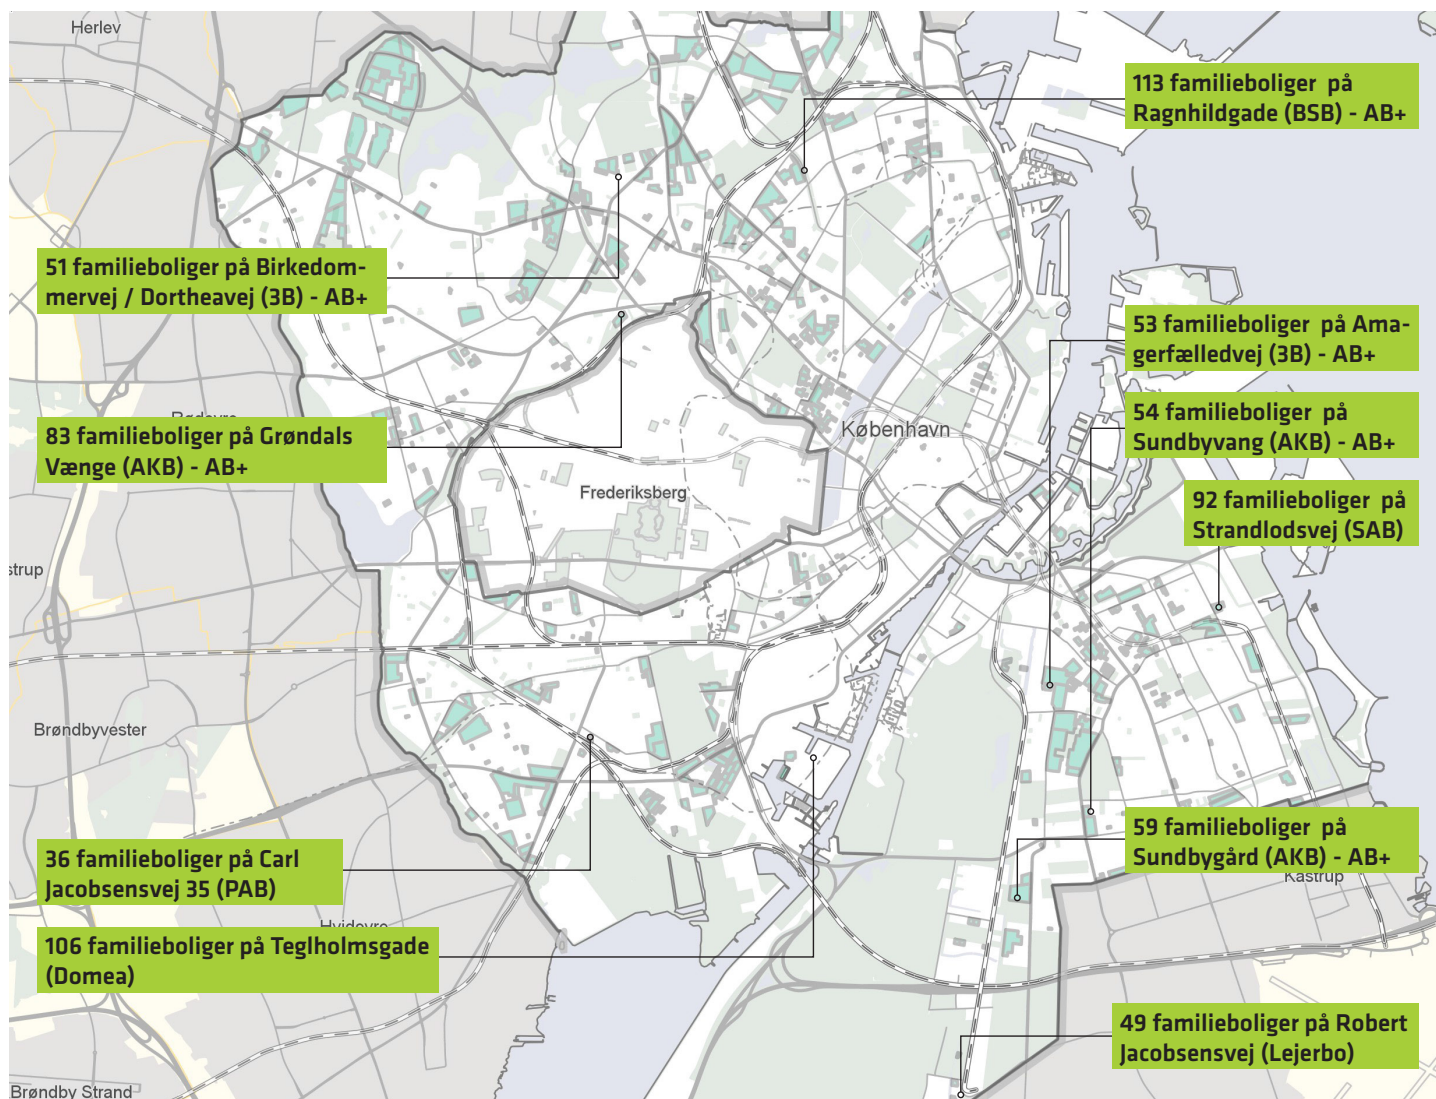 Herlev
113 familieboliger på
Ragnhildgade (BSB) - AB+
51 familieboliger på Birkedom-
mervej / Dortheavej (3B) - AB+
53 familieboliger på Ama-
gerfælledvej (3B) - AB+
83 familieboliger på Grøndals
Vænge (AKB) - AB+
54 familieboliger på
Sundbyvang (AKB) - AB+
København
Frederiksberg
92 familieboliger på
Strandlodsvej (SAB)
strup
Brøndbyvester
36 familieboliger på Carl
Jacobsensvej 35 (PAB)
59 familieboliger på
Sundbygård (AKB) - AB+
Kastrup
106 familieboliger på Teglholmsgade
(Domea)
49 familieboliger på Robert
Jacobsensvej (Lejerbo)
Brøndby Strand